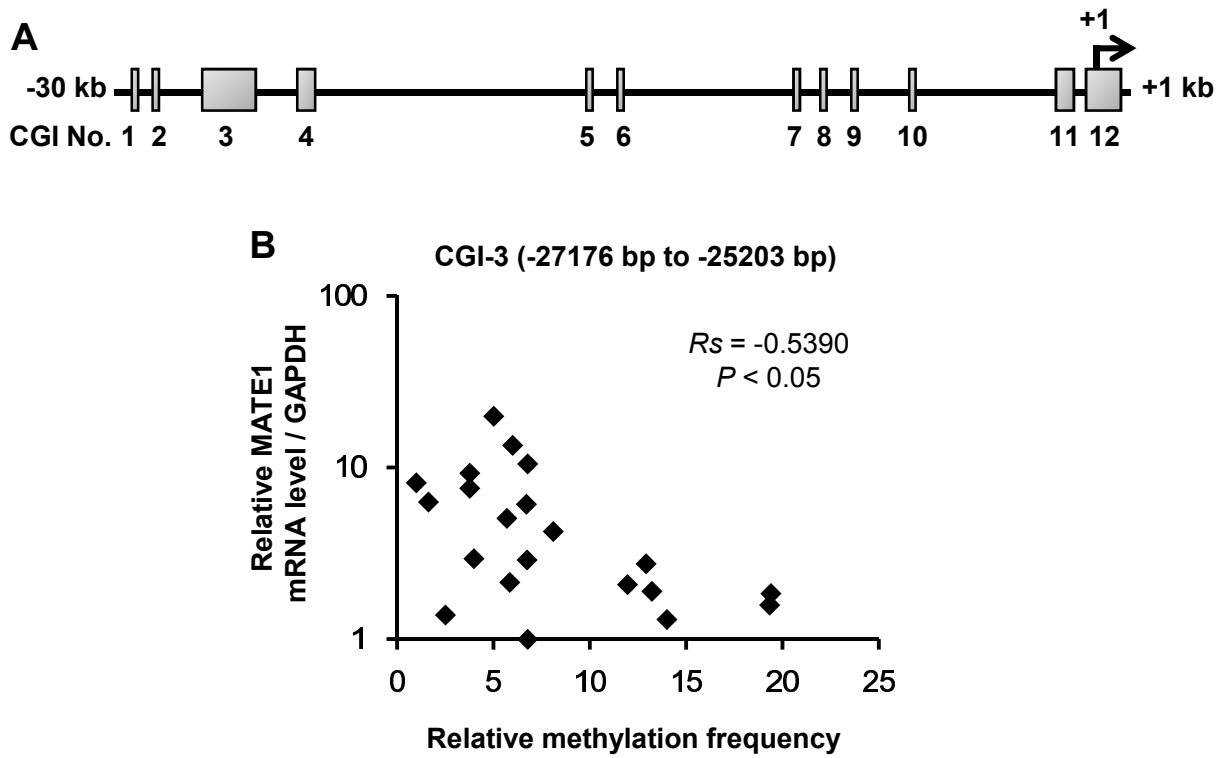 A
+1
-30 kb
+1 kb
CGI No. 1 2 3 4 5 6 7 8 9 10 11 12
B
CGI-3 (-27176 bp to -25203 bp)
Relative MATE1
mRNA level / GAPDH
100
10
1
Rs = -0.5390
P < 0.05
0 5 10 15 20 25
Relative methylation frequency